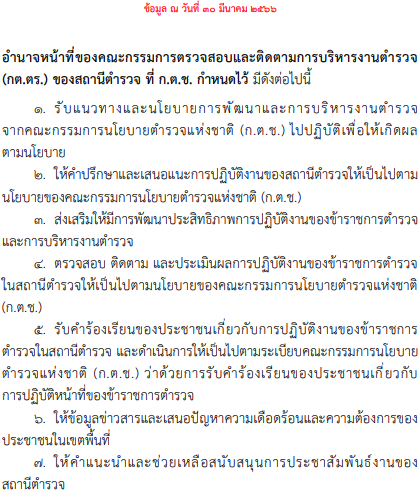 ข้อมูล ณ วันที่ ๓๐ มีนาคม ๒๕๖๖
อำนาจหน้าที่ของคณะกรรมการตรวจสอบและติดตามการบริหารงานตำรวจ
(กต.ตร.) ของสถานีตำรวจ ที่ ก.ต.ช. กำหนดไว้ มีดังต่อไปนี้
๑. รับแนวทางและนโยบายการพัฒนาและการบริหารงานตำรวจ
จากคณะกรรมการนโยบายตำรวจแห่งชาติ (ก.ต.ช.) ไปปฏิบัติเพื่อให้เกิดผล
ตามนโยบาย
๒. ให้คำปรึกษาและเสนอแนะการปฏิบัติงานของสถานีตำรวจให้เป็นไปตาม
นโยบายของคณะกรรมการนโยบายตำรวจแห่งชาติ (ก.ต.ช.)
๓. ส่งเสริมให้มีการพัฒนาประสิทธิภาพการปฏิบัติงานของข้าราชการตำรวจ
และการบริหารงานตำรวจ
๔. ตรวจสอบ ติดตาม และประเมินผลการปฏิบัติงานของข้าราชการตำรวจ
ในสถานีตำรวจให้เป็นไปตามนโยบายของคณะกรรมการนโยบายตำรวจแห่งชาติ
(ก.ต.ช.)
๕. รับคำร้องเรียนของประชาชนเกี่ยวกับการปฏิบัติงานของข้าราชการ
ตำรวจในสถานีตำรวจ และดำเนินการให้เป็นไปตามระเบียบคณะกรรมการนโยบาย
ตำรวจแห่งชาติ (ก.ต.ช.) ว่าด้วยการรับคำร้องเรียนของประชาชนเกี่ยวกับ
การปฏิบัติหน้าที่ของข้าราชการตำรวจ
๖. ให้ข้อมูลข่าวสารและเสนอปัญหาความเดือดร้อนและความต้องการของ
ประชาชนในเขตพื้นที่
๗. ให้คำแนะนำและช่วยเหลือสนับสนุนการประชาสัมพันธ์งานของ
สถานีตำรวจ